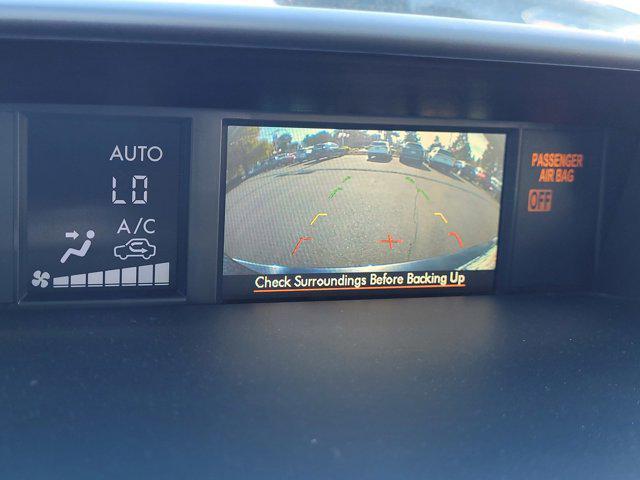 AUTO
LO
A/C
Check Surroundings Before Backing Up
PASSENGER
AIR BAG
OFF